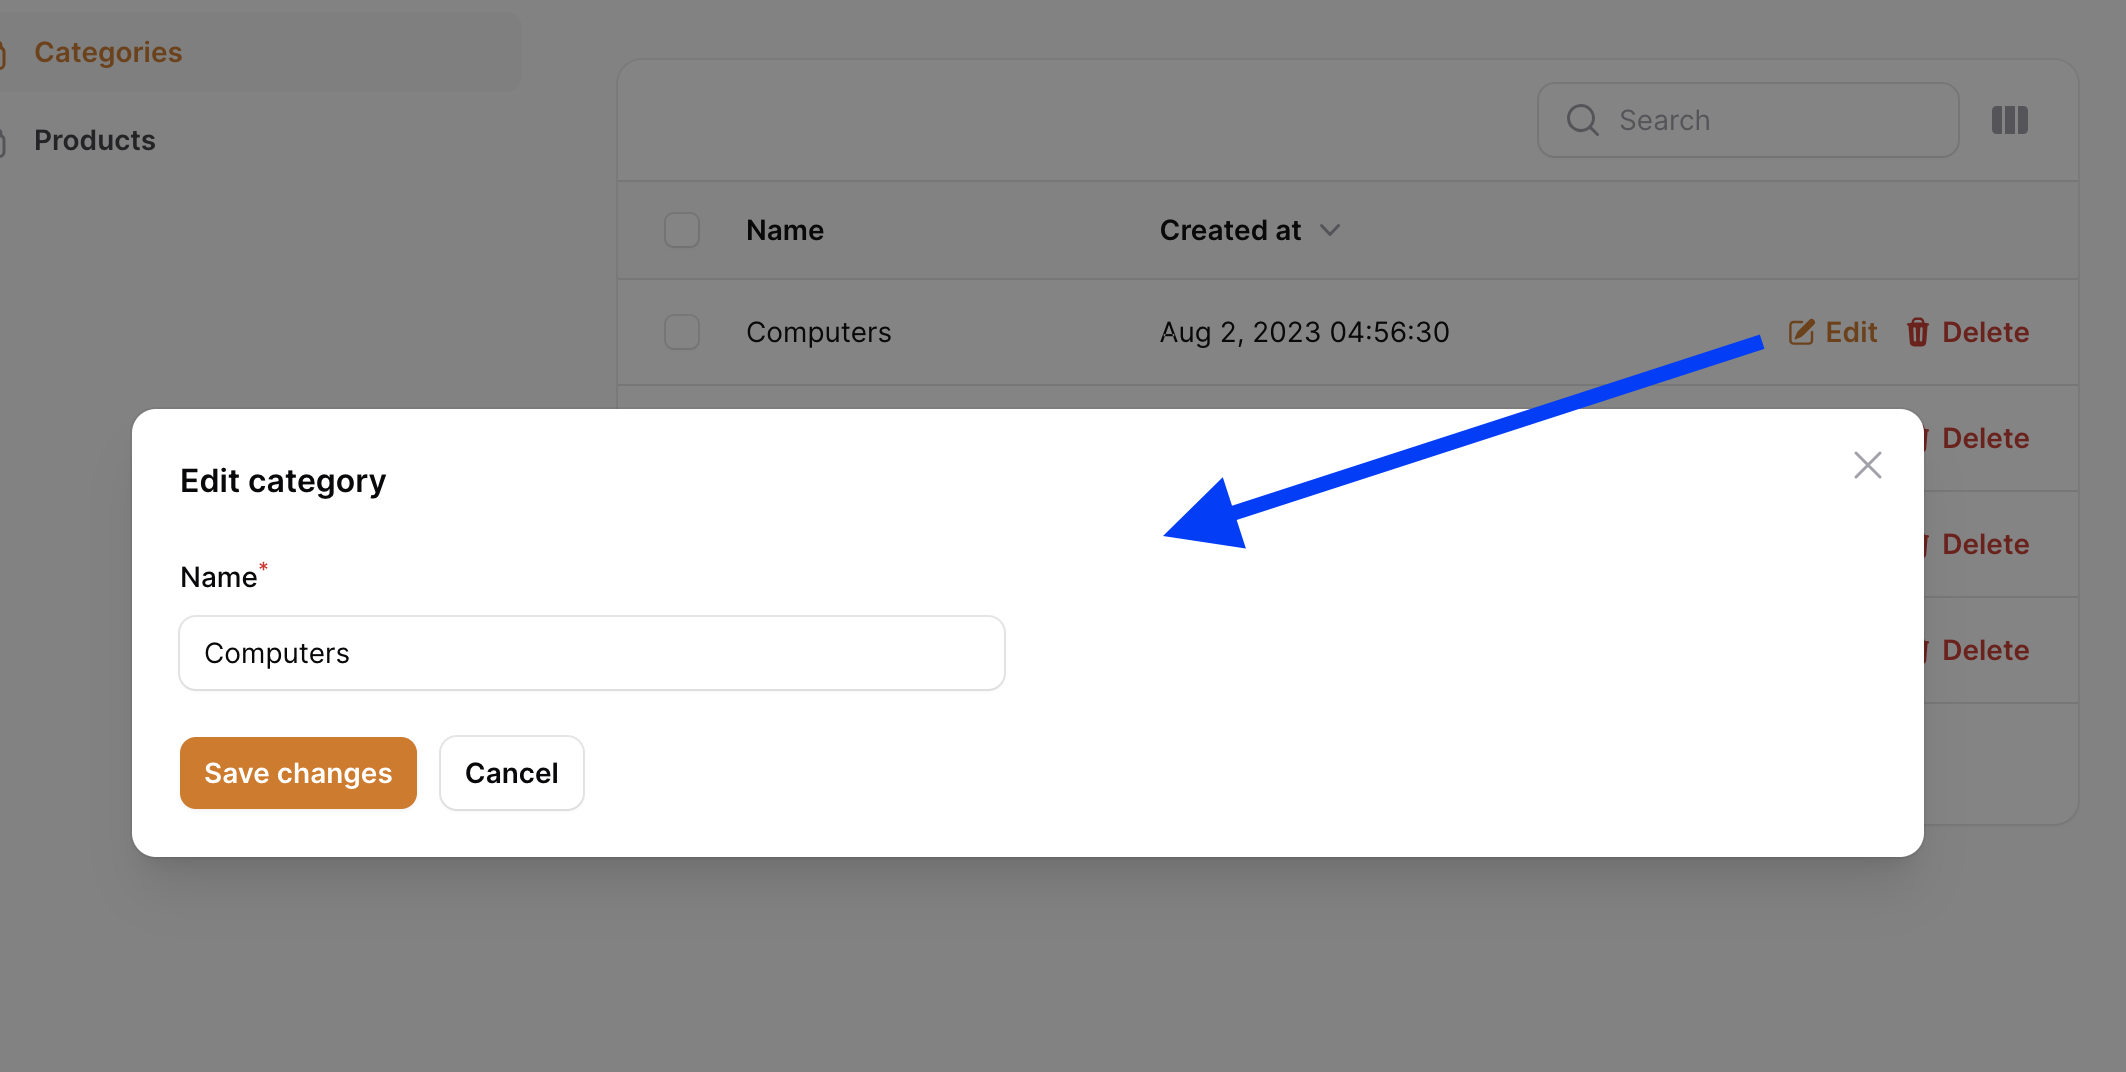 Categories
Products
Search
Name Created at
Computers Aug 2, 2023 04:56:30 Edit Delete
Delete
Delete
Delete
Edit category
Name*
Computers
Save changes Cancel